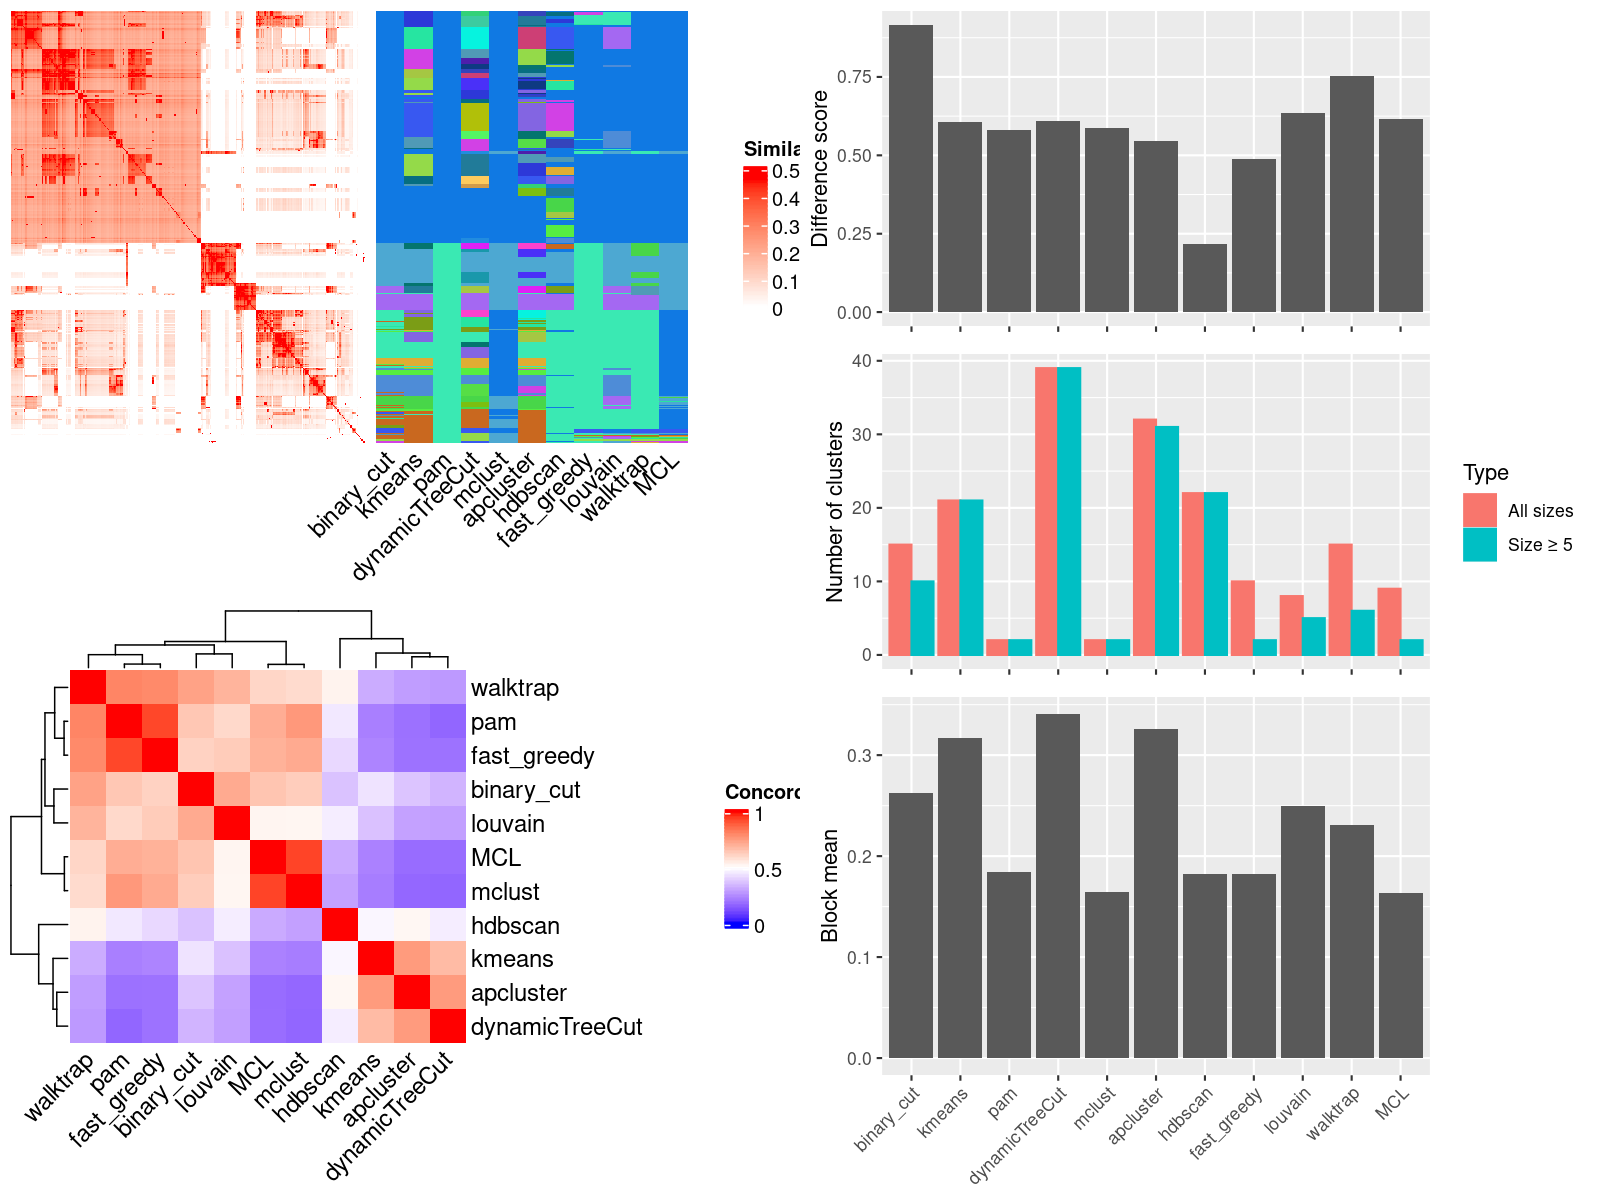 Simila
0.5
0.4
0.3
0.2
0.1
0
binary_cut
kmeans
pam
dynamicTreeCut
mclust
apcluster
hdbscan
fast_greedy
louvain
walktrap
MCL
Difference score
0.75
0.50
0.25
0.00
Number of clusters
40
30
20
10
0
Type
All sizes
Size ≥ 5
walktrap
pam
fast_greedy
binary_cut
louvain
MCL
mclust
hdbscan
kmeans
apcluster
dynamicTreeCut
walktrap
pam
fast_greedy
binary_cut
louvain
MCL
mclust
hdbscan
kmeans
apcluster
dynamicTreeCut
Concord
1
0.5
0
Block mean
0.3
0.2
0.1
0.0
binary_cut
kmeans
pam
dynamicTreeCut
mclust
apcluster
hdbscan
fast_greedy
louvain
walktrap
MCL